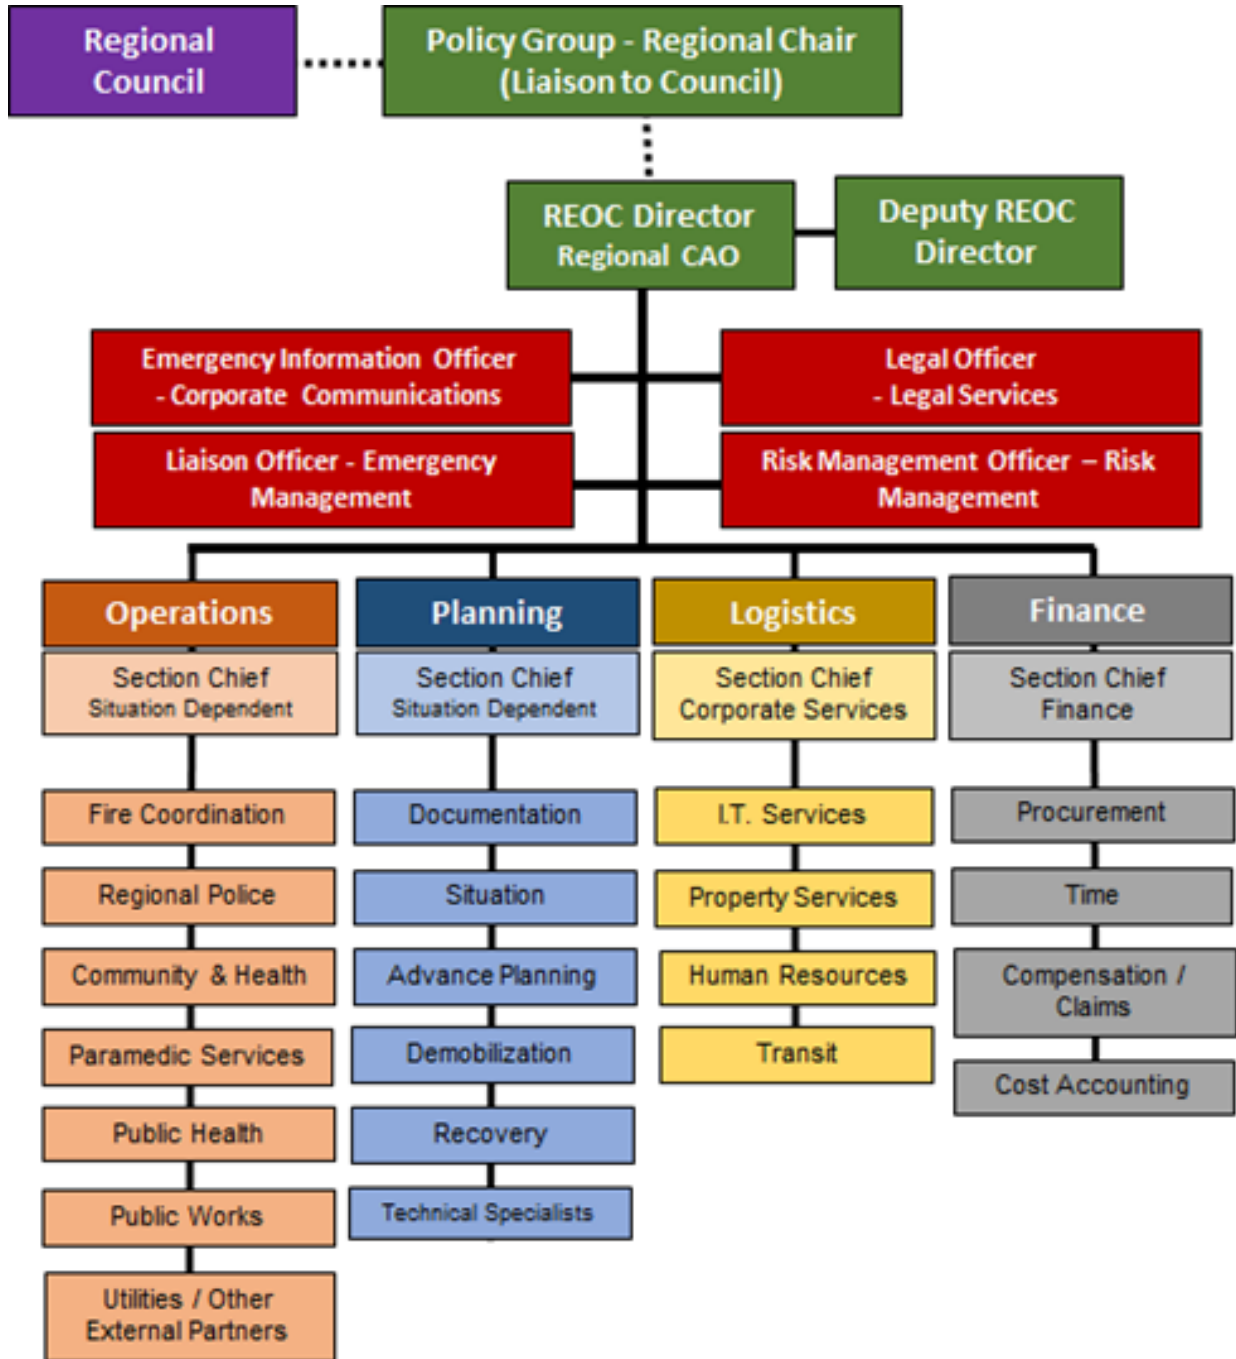 Regional
Council
Policy Group - Regional Chair
(Liaison to Council)
REOC Director
Regional CAO
Deputy REOC
Director
Emergency Information Officer
- Corporate Communications
Legal Officer
- Legal Services
Liaison Officer - Emergency
Management
Risk Management Officer – Risk
Management
Operations
Section Chief
Situation Dependent
Fire Coordination
Regional Police
Community & Health
Paramedic Services
Public Health
Public Works
Utilities / Other
External Partners
Planning
Section Chief
Situation Dependent
Documentation
Situation
Advance Planning
Demobilization
Recovery
Technical Specialists
Logistics
Section Chief
Corporate Services
I.T. Services
Property Services
Human Resources
Transit
Finance
Section Chief
Finance
Procurement
Time
Compensation /
Claims
Cost Accounting